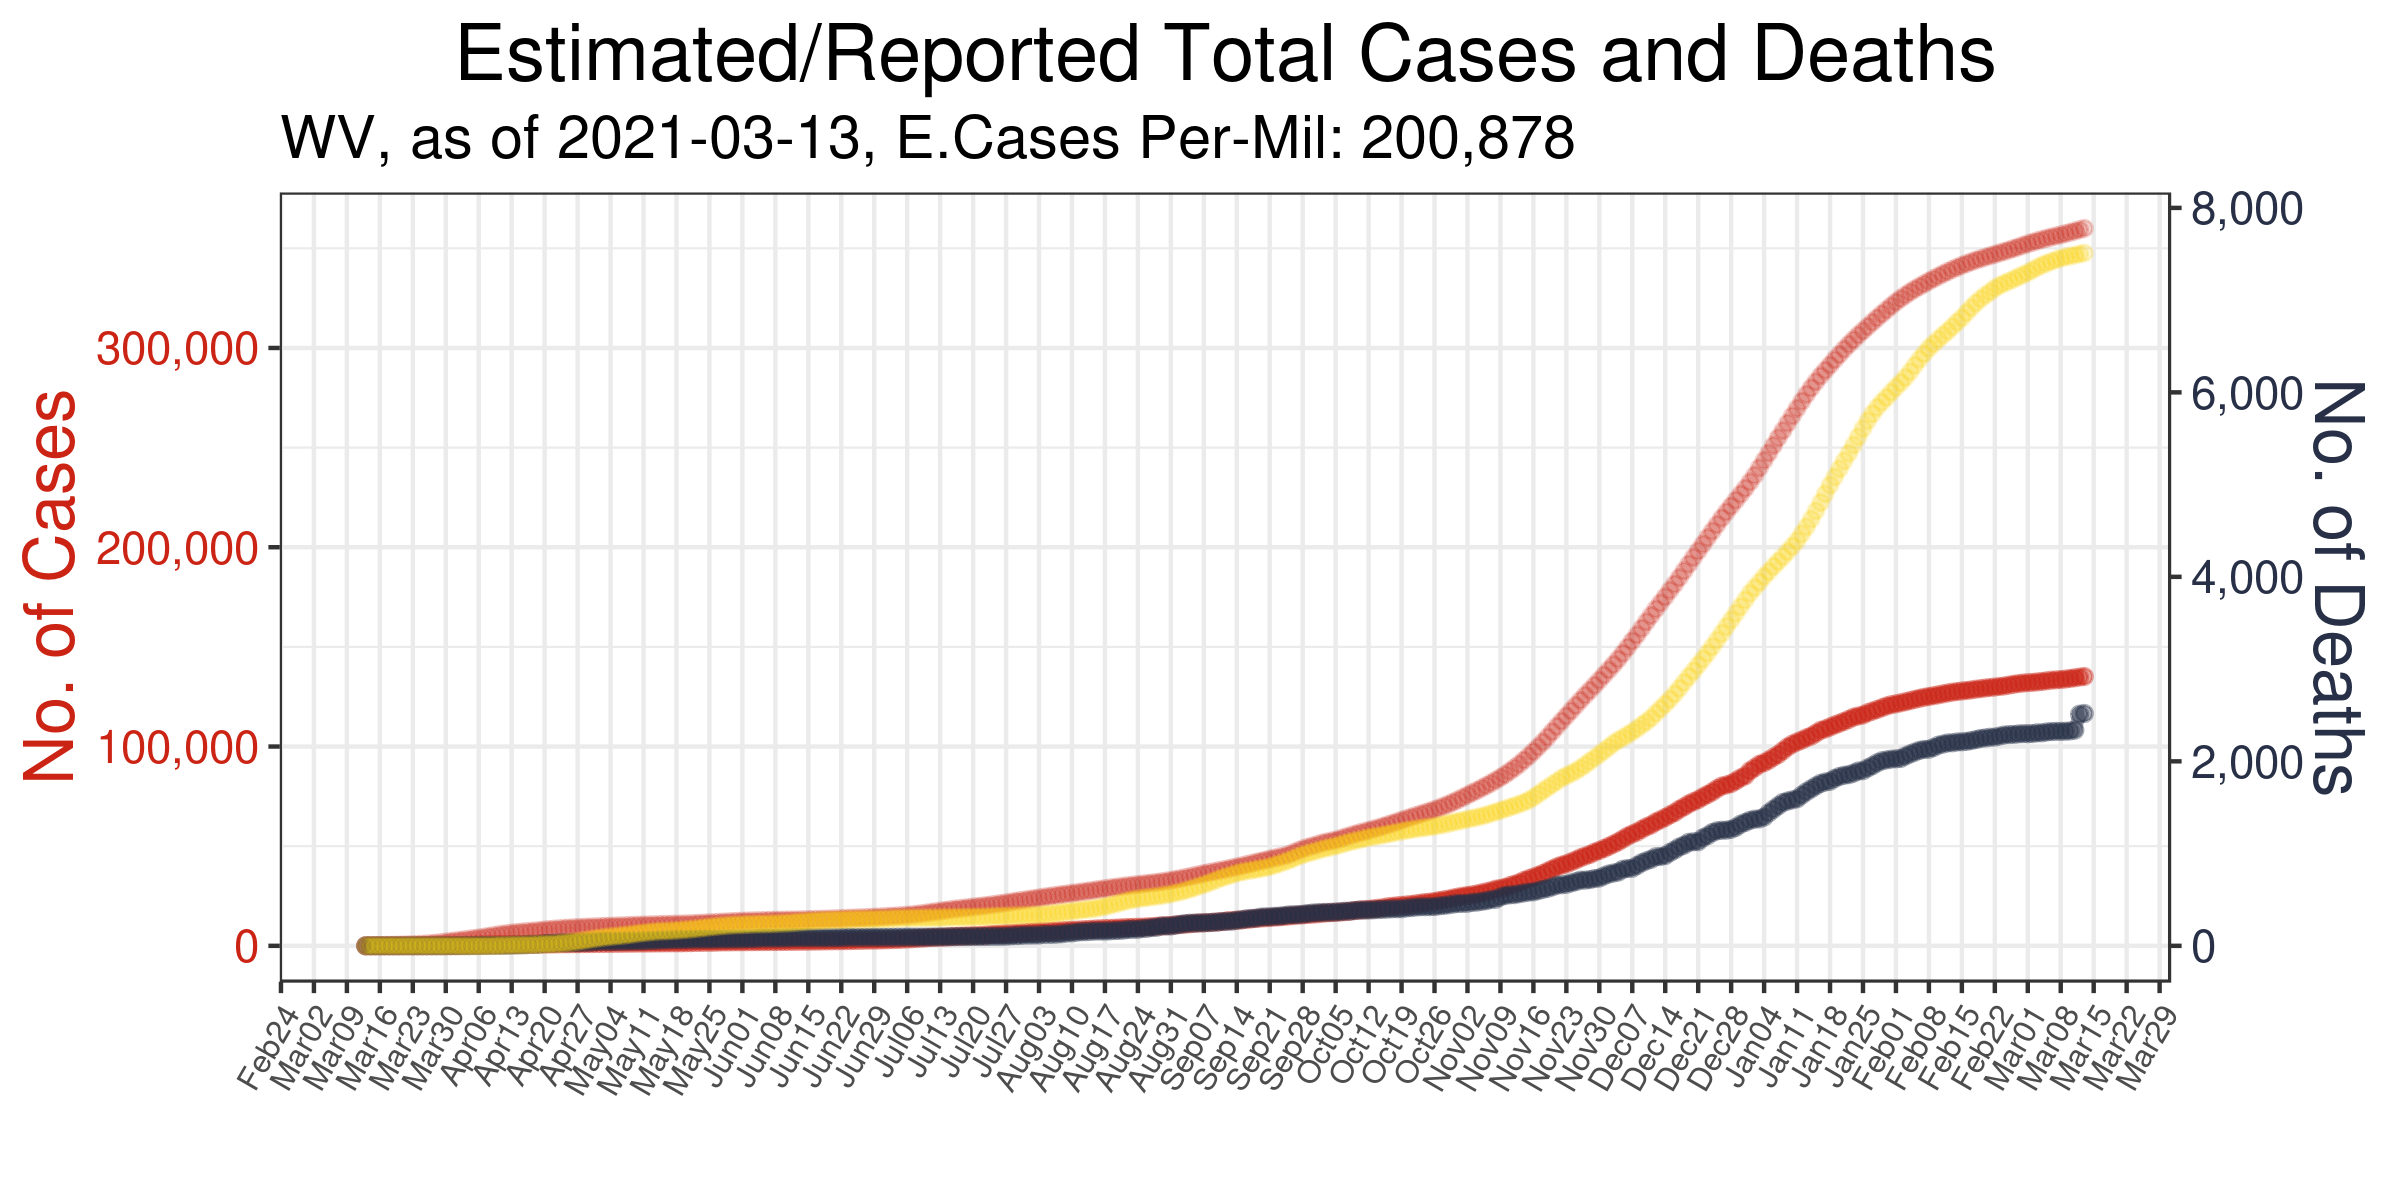 Estimated/Reported Total Cases and Deaths
WV, as of 2021-03-13, E.Cases Per-Mil: 200,878
No. of Cases
300,000
200,000
100,000
0
8,000
6,000
4,000
2,000
0
No. of Deaths
Feb24
Mar02
Mar09
Mar16
Mar23
Mar30
Apr06
Apr13
Apr20
Apr27
May04
May11
May18
May25
Jun01
Jun08
Jun15
Jun22
Jun29
Jul06
Jul13
Jul20
Jul27
Aug03
Aug10
Aug17
Aug24
Aug31
Sep07
Sep14
Sep21
Sep28
Oct05
Oct12
Oct19
Oct26
Nov02
Nov09
Nov16
Nov23
Nov30
Dec07
Dec14
Dec21
Dec28
Jan04
Jan11
Jan18
Jan25
Feb01
Feb08
Feb15
Feb22
Mar01
Mar08
Mar15
Mar22
Mar29